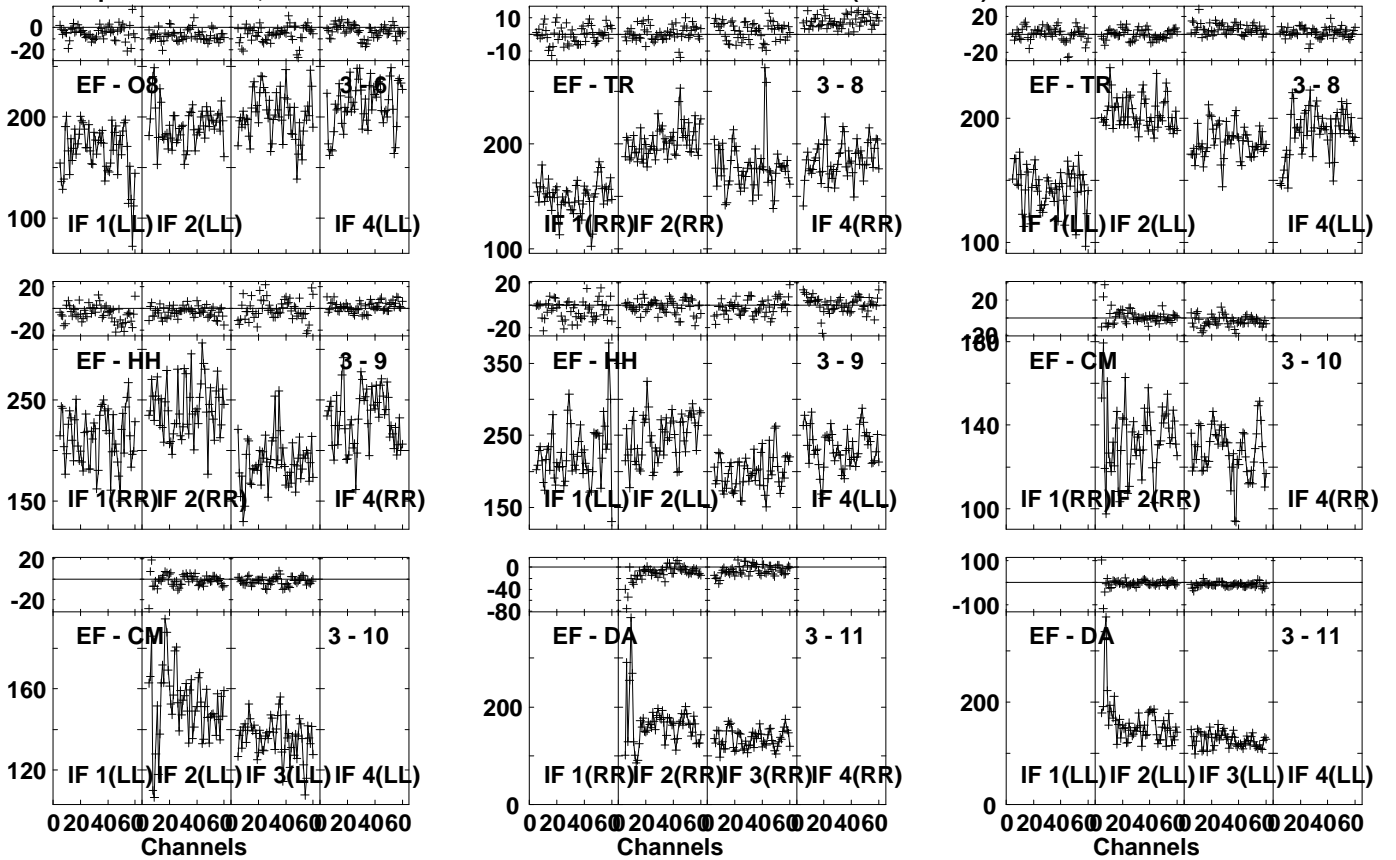 0
-20
EF - O8
3 - 6
200
100
IF 1(LL)
IF 2(LL)
IF 4(LL)
10
-10
EF - TR
3 - 8
200
100
IF 1(RR)
IF 2(RR)
IF 4(RR)
20
-20
EF - TR
3 - 8
200
100
IF 1(LL)
IF 2(LL)
IF 4(LL)
20
-20
EF - HH
3 - 9
250
150
IF 1(RR)
IF 2(RR)
IF 4(RR)
20
-20
EF - HH
3 - 9
350
250
150
IF 1(LL)
IF 2(LL)
IF 4(LL)
20
-20
EF - CM
3 - 10
180
140
100
IF 1(RR)
IF 2(RR)
IF 4(RR)
20
-20
EF - CM
3 - 10
160
120
IF 1(LL)
IF 2(LL)
IF 3(LL)
IF 4(LL)
0
-40
-80
EF - DA
3 - 11
200
0
IF 1(RR)
IF 2(RR)
IF 3(RR)
IF 4(RR)
100
-100
EF - DA
3 - 11
200
0
IF 1(LL)
IF 2(LL)
IF 3(LL)
IF 4(LL)
0 20 40 60 0 20 40 60 0 20 40 60 0 20 40 60
Channels
0 20 40 60 0 20 40 60 0 20 40 60 0 20 40 60
Channels
0 20 40 60 0 20 40 60 0 20 40 60 0 20 40 60
Channels